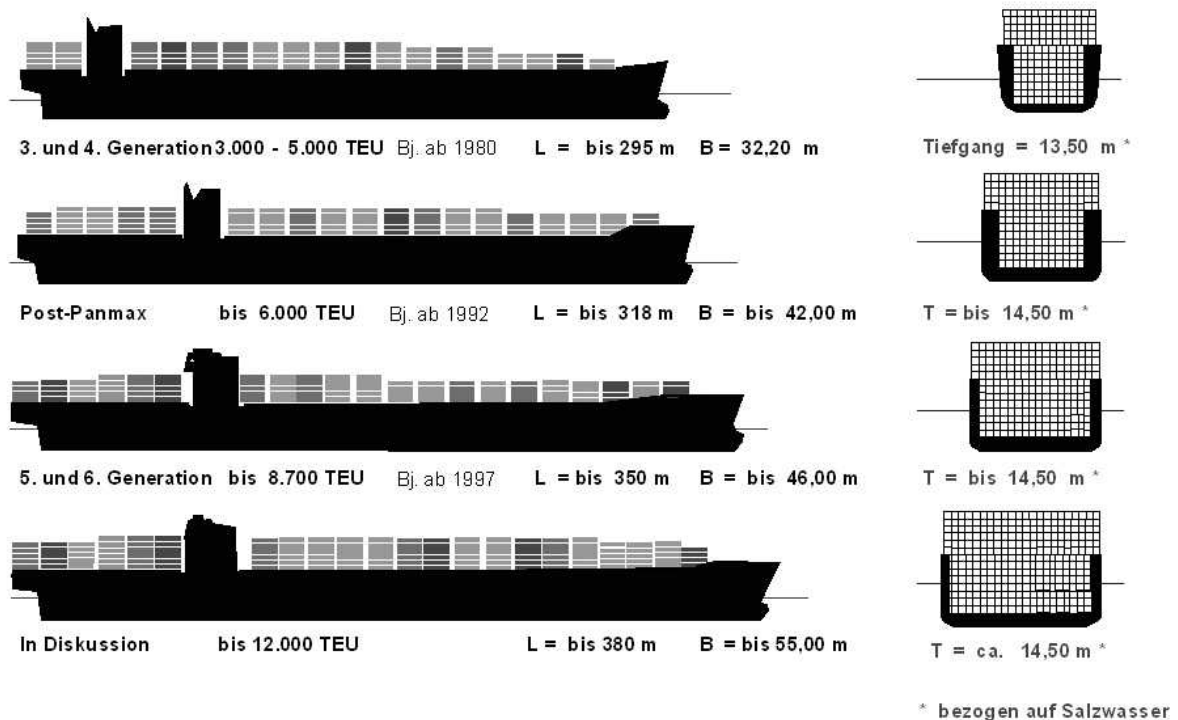 3. und 4. Generation 3.000 - 5.000 TEU Bj. ab 1980 L = bis 295 m B = 32,20 m Tiefgang = 13,50 m *
Post-Panmax bis 6.000 TEU Bj. ab 1992 L = bis 318 m B = bis 42,00 m T = bis 14,50 m *
5. und 6. Generation bis 8.700 TEU Bj. ab 1997 L = bis 350 m B = bis 46,00 m T = bis 14,50 m *
In Diskussion bis 12.000 TEU L = bis 380 m B = bis 55,00 m T = ca. 14,50 m *
* bezogen auf Salzwasser